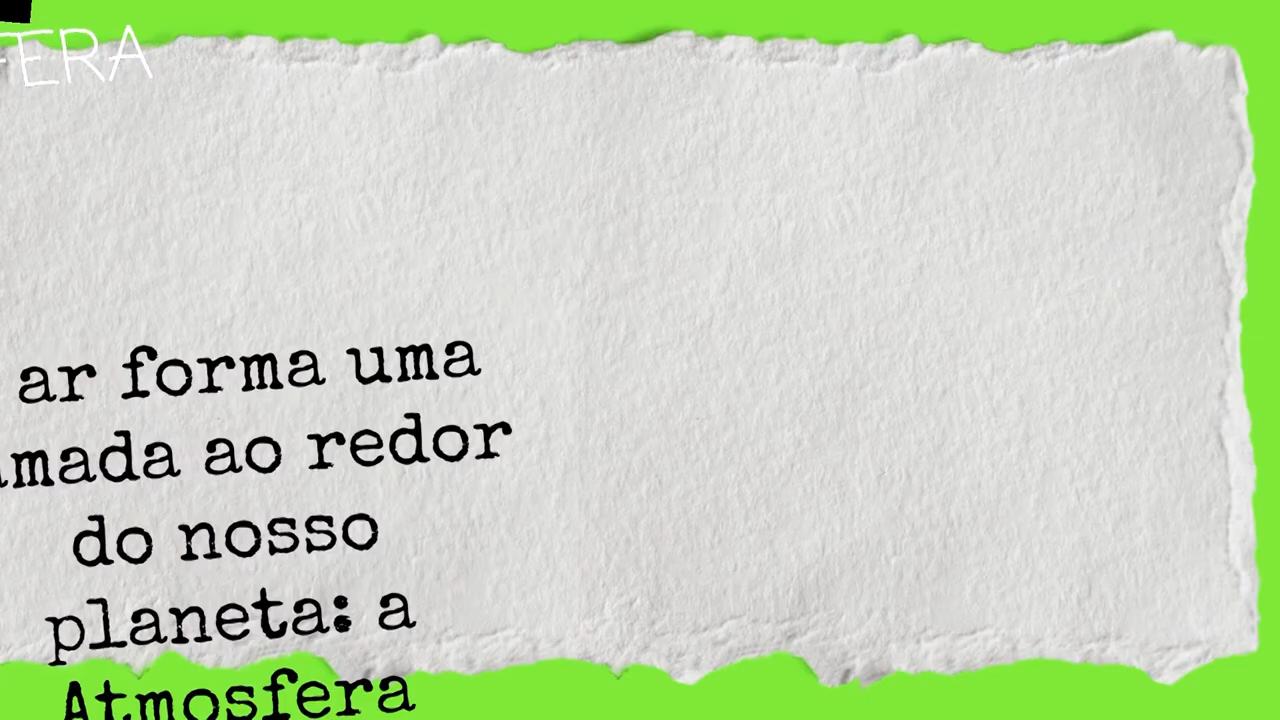 FERA
ar forma uma
amada ao redor
do nosso
planeta: a
Atmosfera